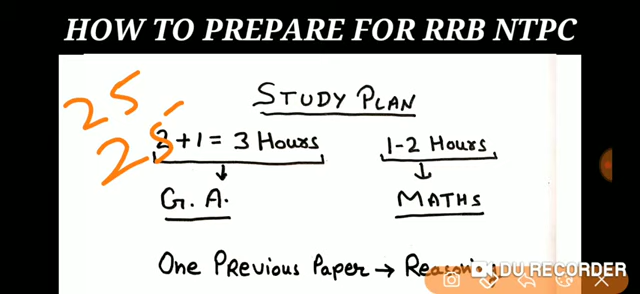 HOW TO PREPARE FOR RRB NTPC
25
25
STUDY PLAN
2+1 = 3 Hours
1-2 Hours
G.A.
MATHS
One Previous Paper → Reasoning
DU RECORDER